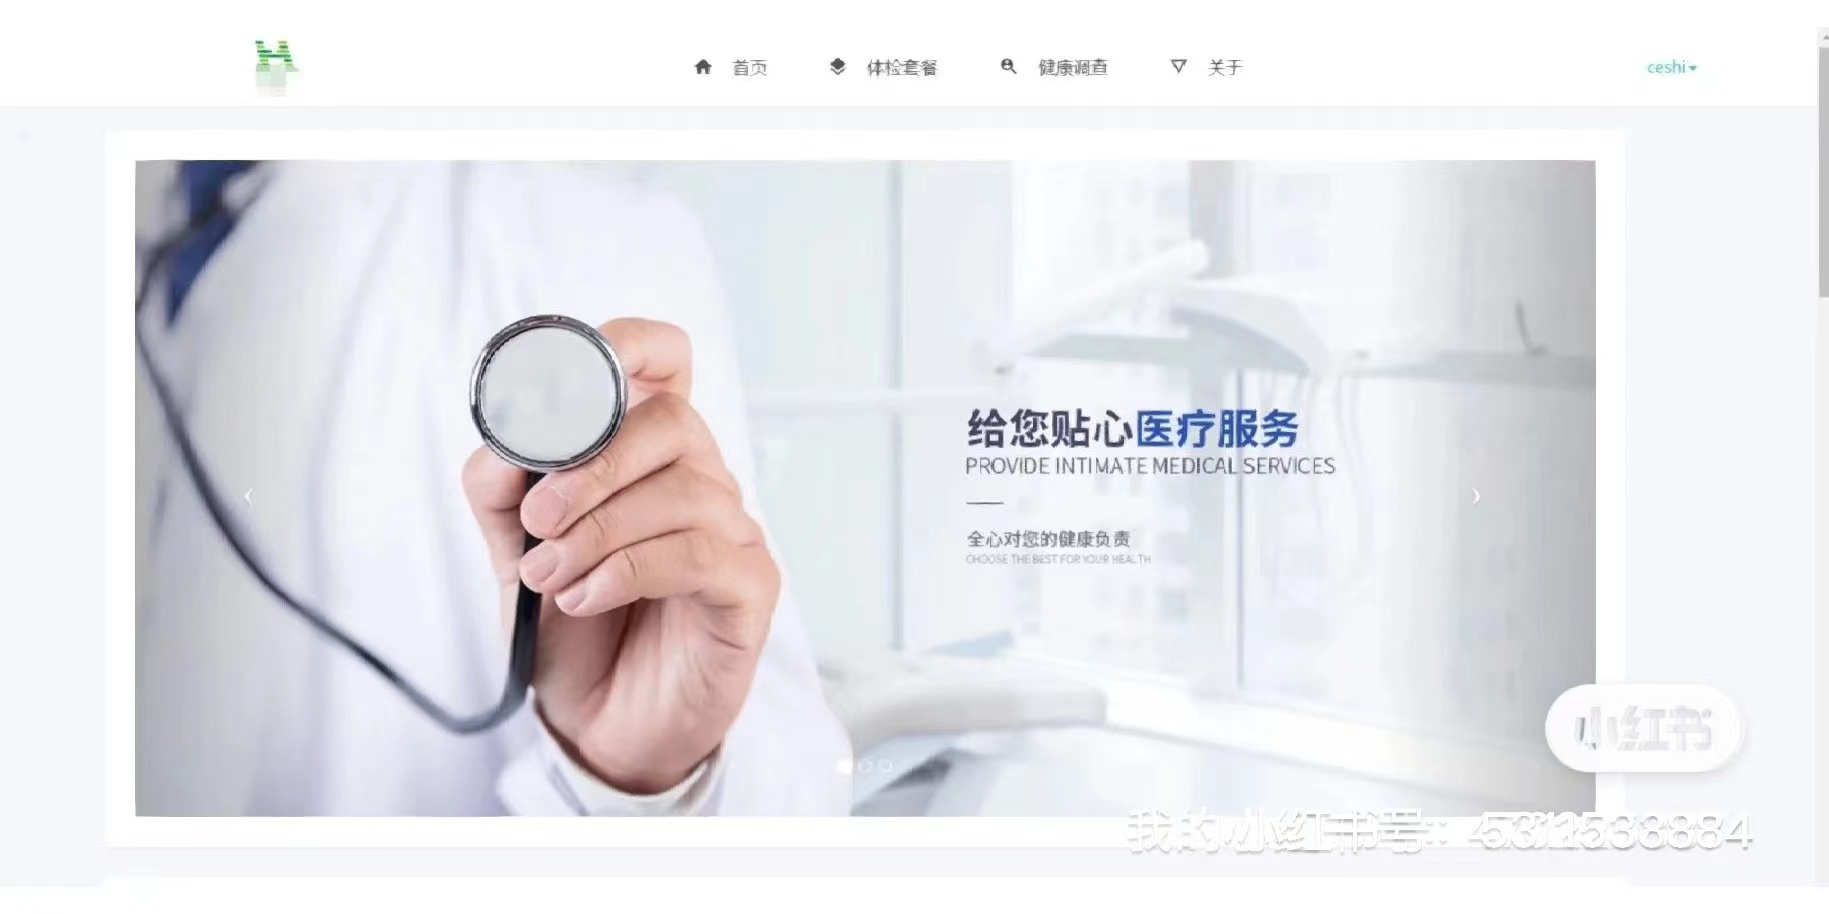 首页
体检套餐
健康调查
关于
ceshi
给您贴心医疗服务
PROVIDE INTIMATE MEDICAL SERVICES
全心对您的健康负责
CHOOSE THE BEST FOR YOUR HEALTH
小红书
我的小红书号: